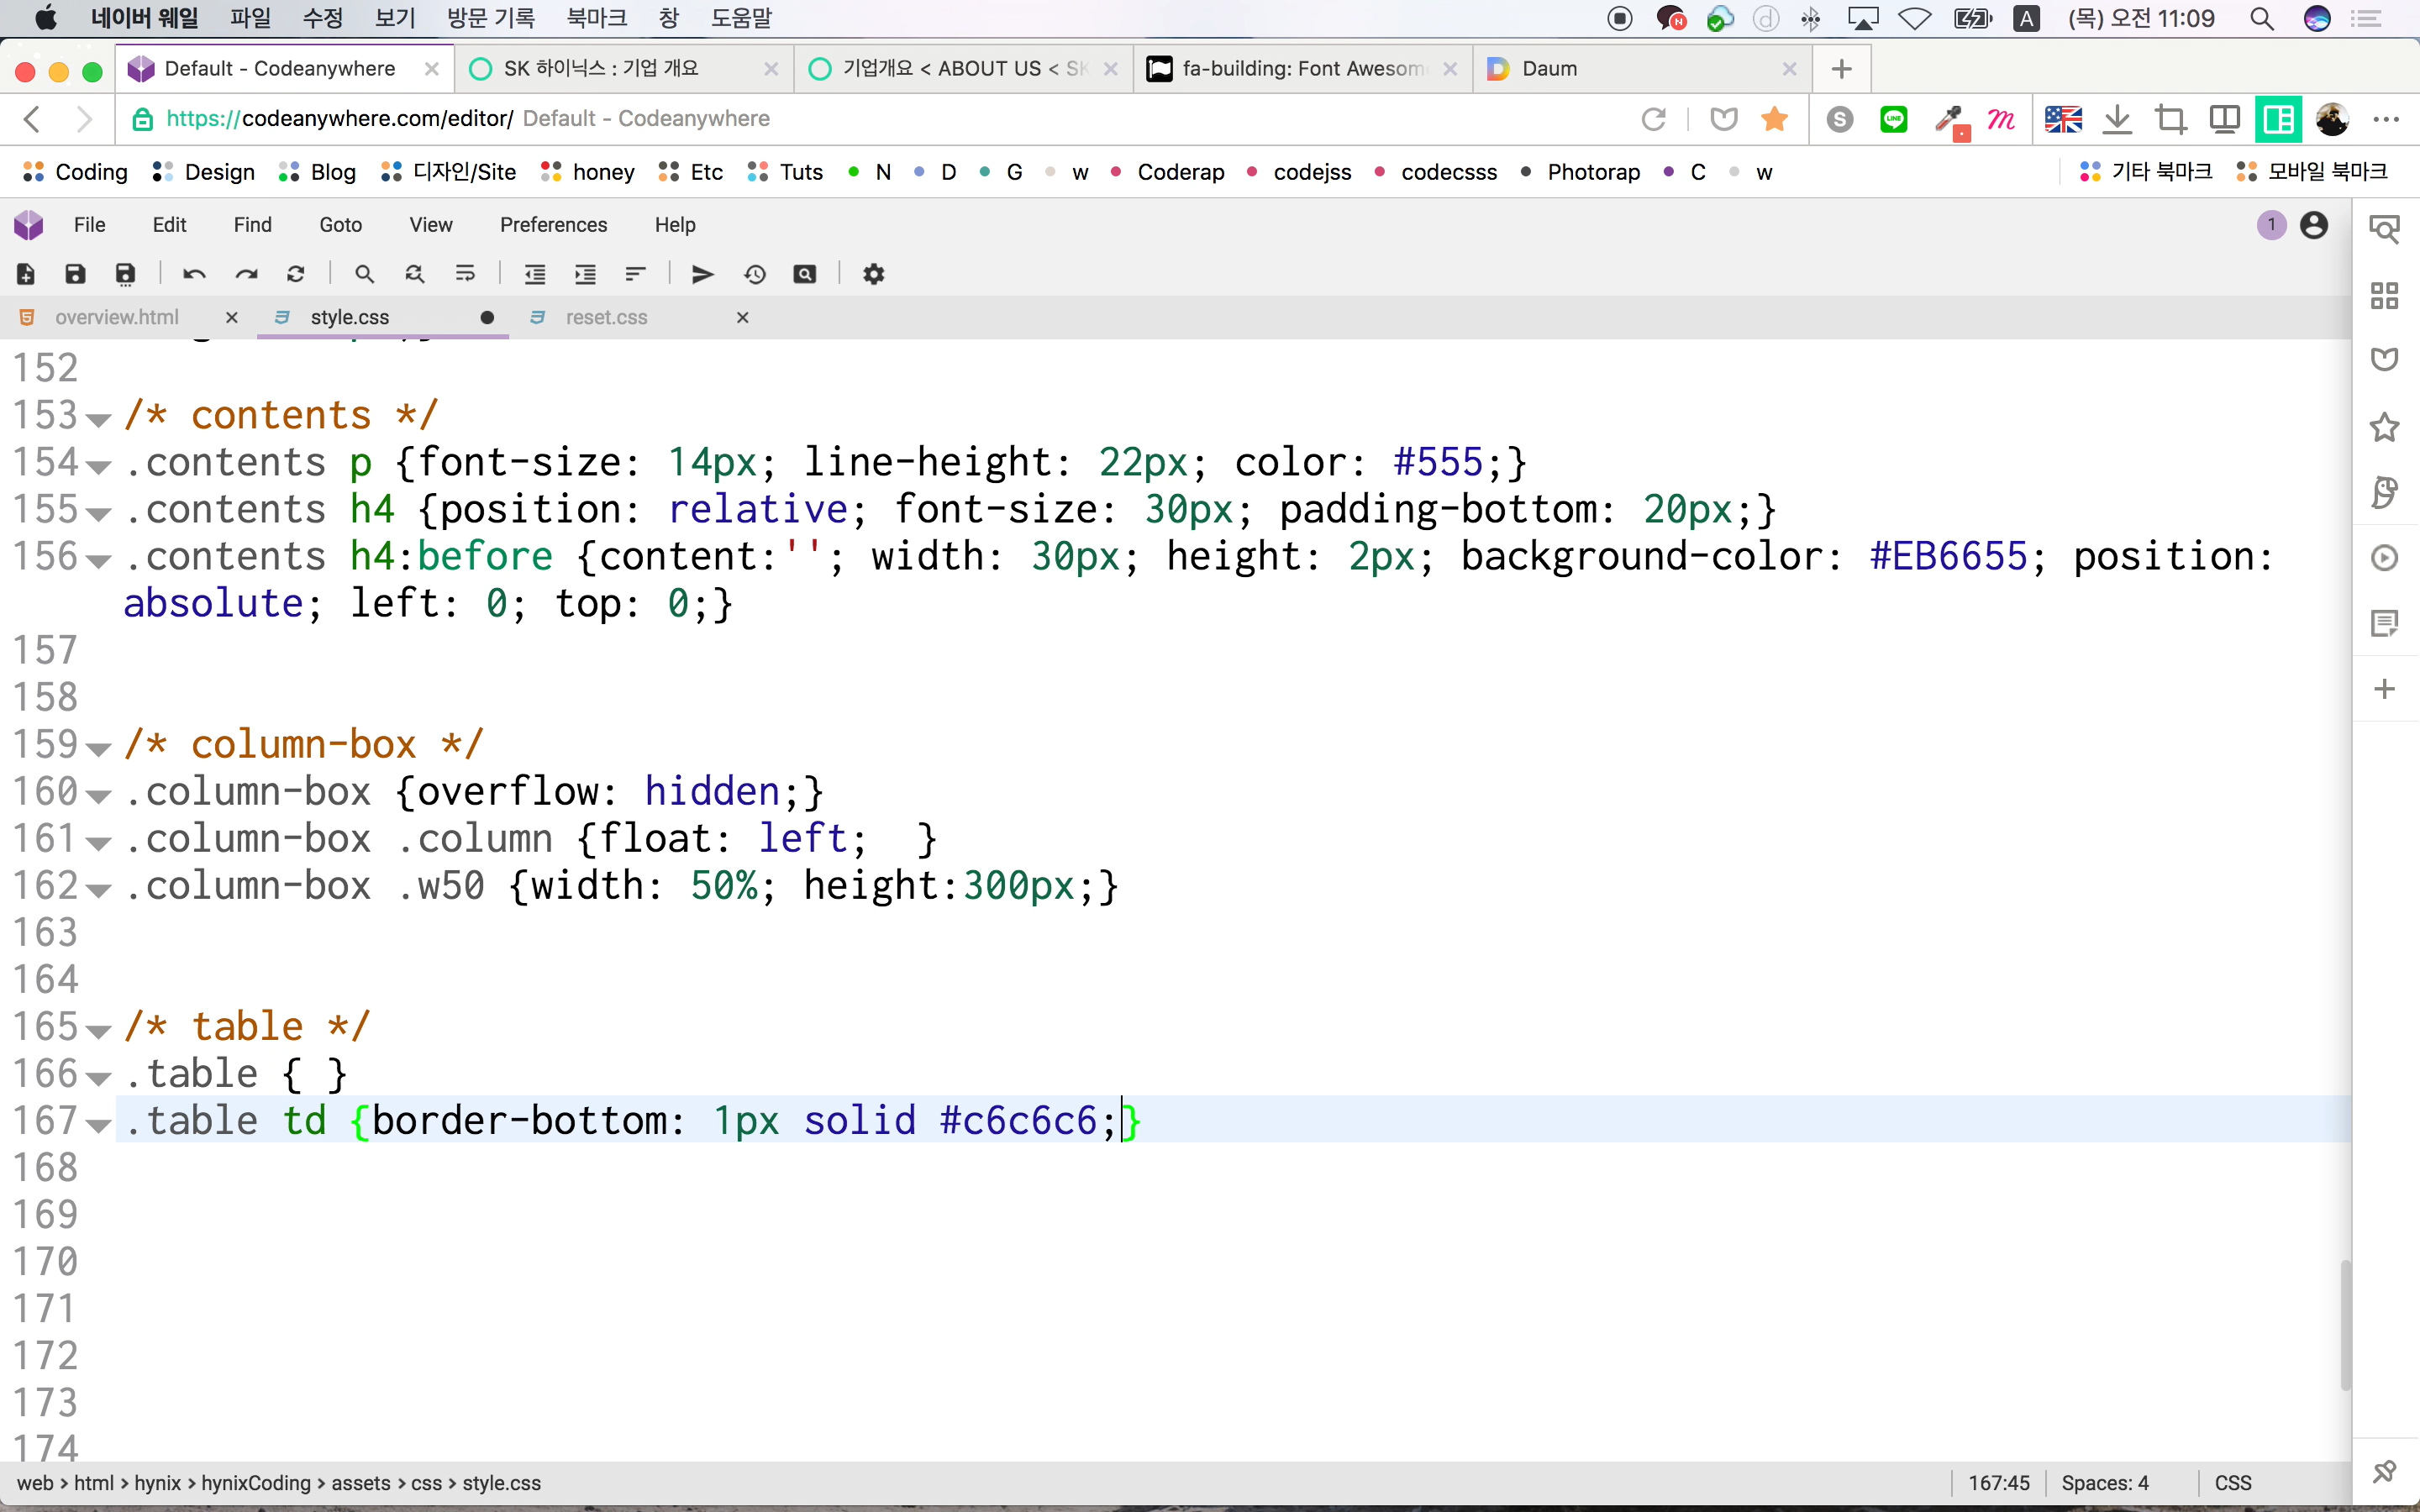 네이버 웨일 파일 수정 보기 방문 기록 북마크 창 도움말 A (목) 오전 11:09
Default - Codeanywhere SK 하이닉스 : 기업 개요 기업개요 < ABOUT US < SK fa-building: Font Awesom Daum
https://codeanywhere.com/editor/ Default - Codeanywhere
Coding Design Blog 디자인/Site honey Etc Tuts N D G w Coderap codejss codecsss Photorap C w 기타 북마크 모바일 북마크
File Edit Find Goto View Preferences Help 1
overview.html style.css reset.css
152
153 /* contents */
154 .contents p {font-size: 14px; line-height: 22px; color: #555;}
155 .contents h4 {position: relative; font-size: 30px; padding-bottom: 20px;}
156 .contents h4:before {content:''; width: 30px; height: 2px; background-color: #EB6655; position:
absolute; left: 0; top: 0;}
157
158
159 /* column-box */
160 .column-box {overflow: hidden;}
161 .column-box .column {float: left;  }
162 .column-box .w50 {width: 50%; height:300px;}
163
164
165 /* table */
166 .table { }
167 .table td {border-bottom: 1px solid #c6c6c6;}
168
169
170
171
172
173
174
web > html > hynix > hynixCoding > assets > css > style.css 167:45 Spaces: 4 CSS